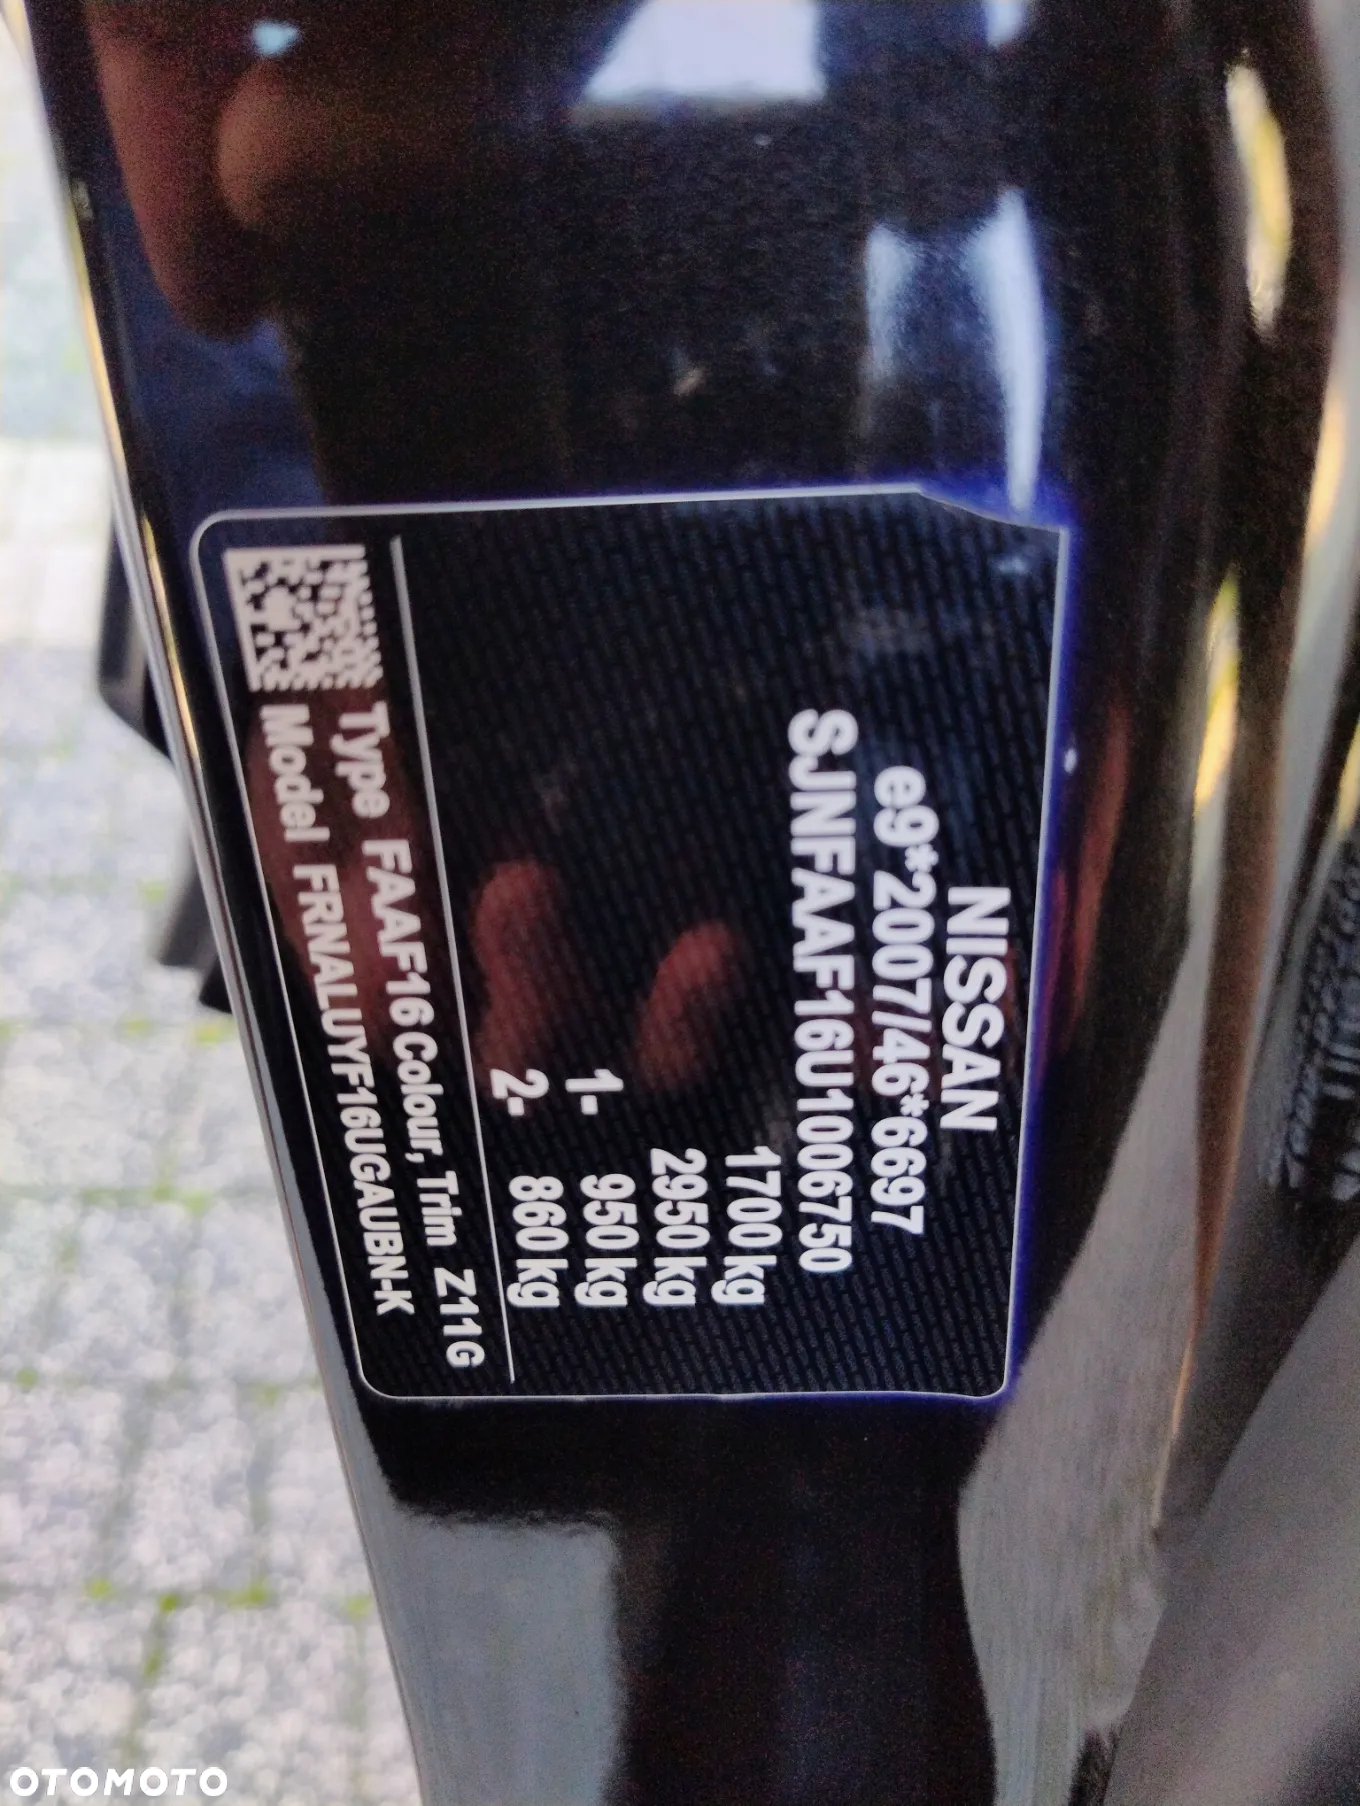 NISSAN
e9*2007/46*6697
SJNFAAF16U1006750
1700 kg
2950 kg
1- 950 kg
2- 860 kg
Type FAAF16 Colour, Trim Z11G
Model FRNALUYF16UGAUBN-K
OTOMOTO